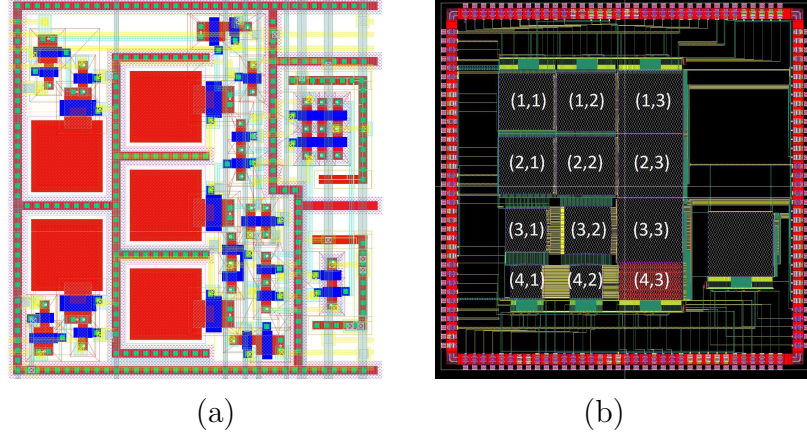 (1,1) (1,2) (1,3)
(2,1) (2,2) (2,3)
(3,1) (3,2) (3,3)
(4,1) (4,2) (4,3)
(a) (b)